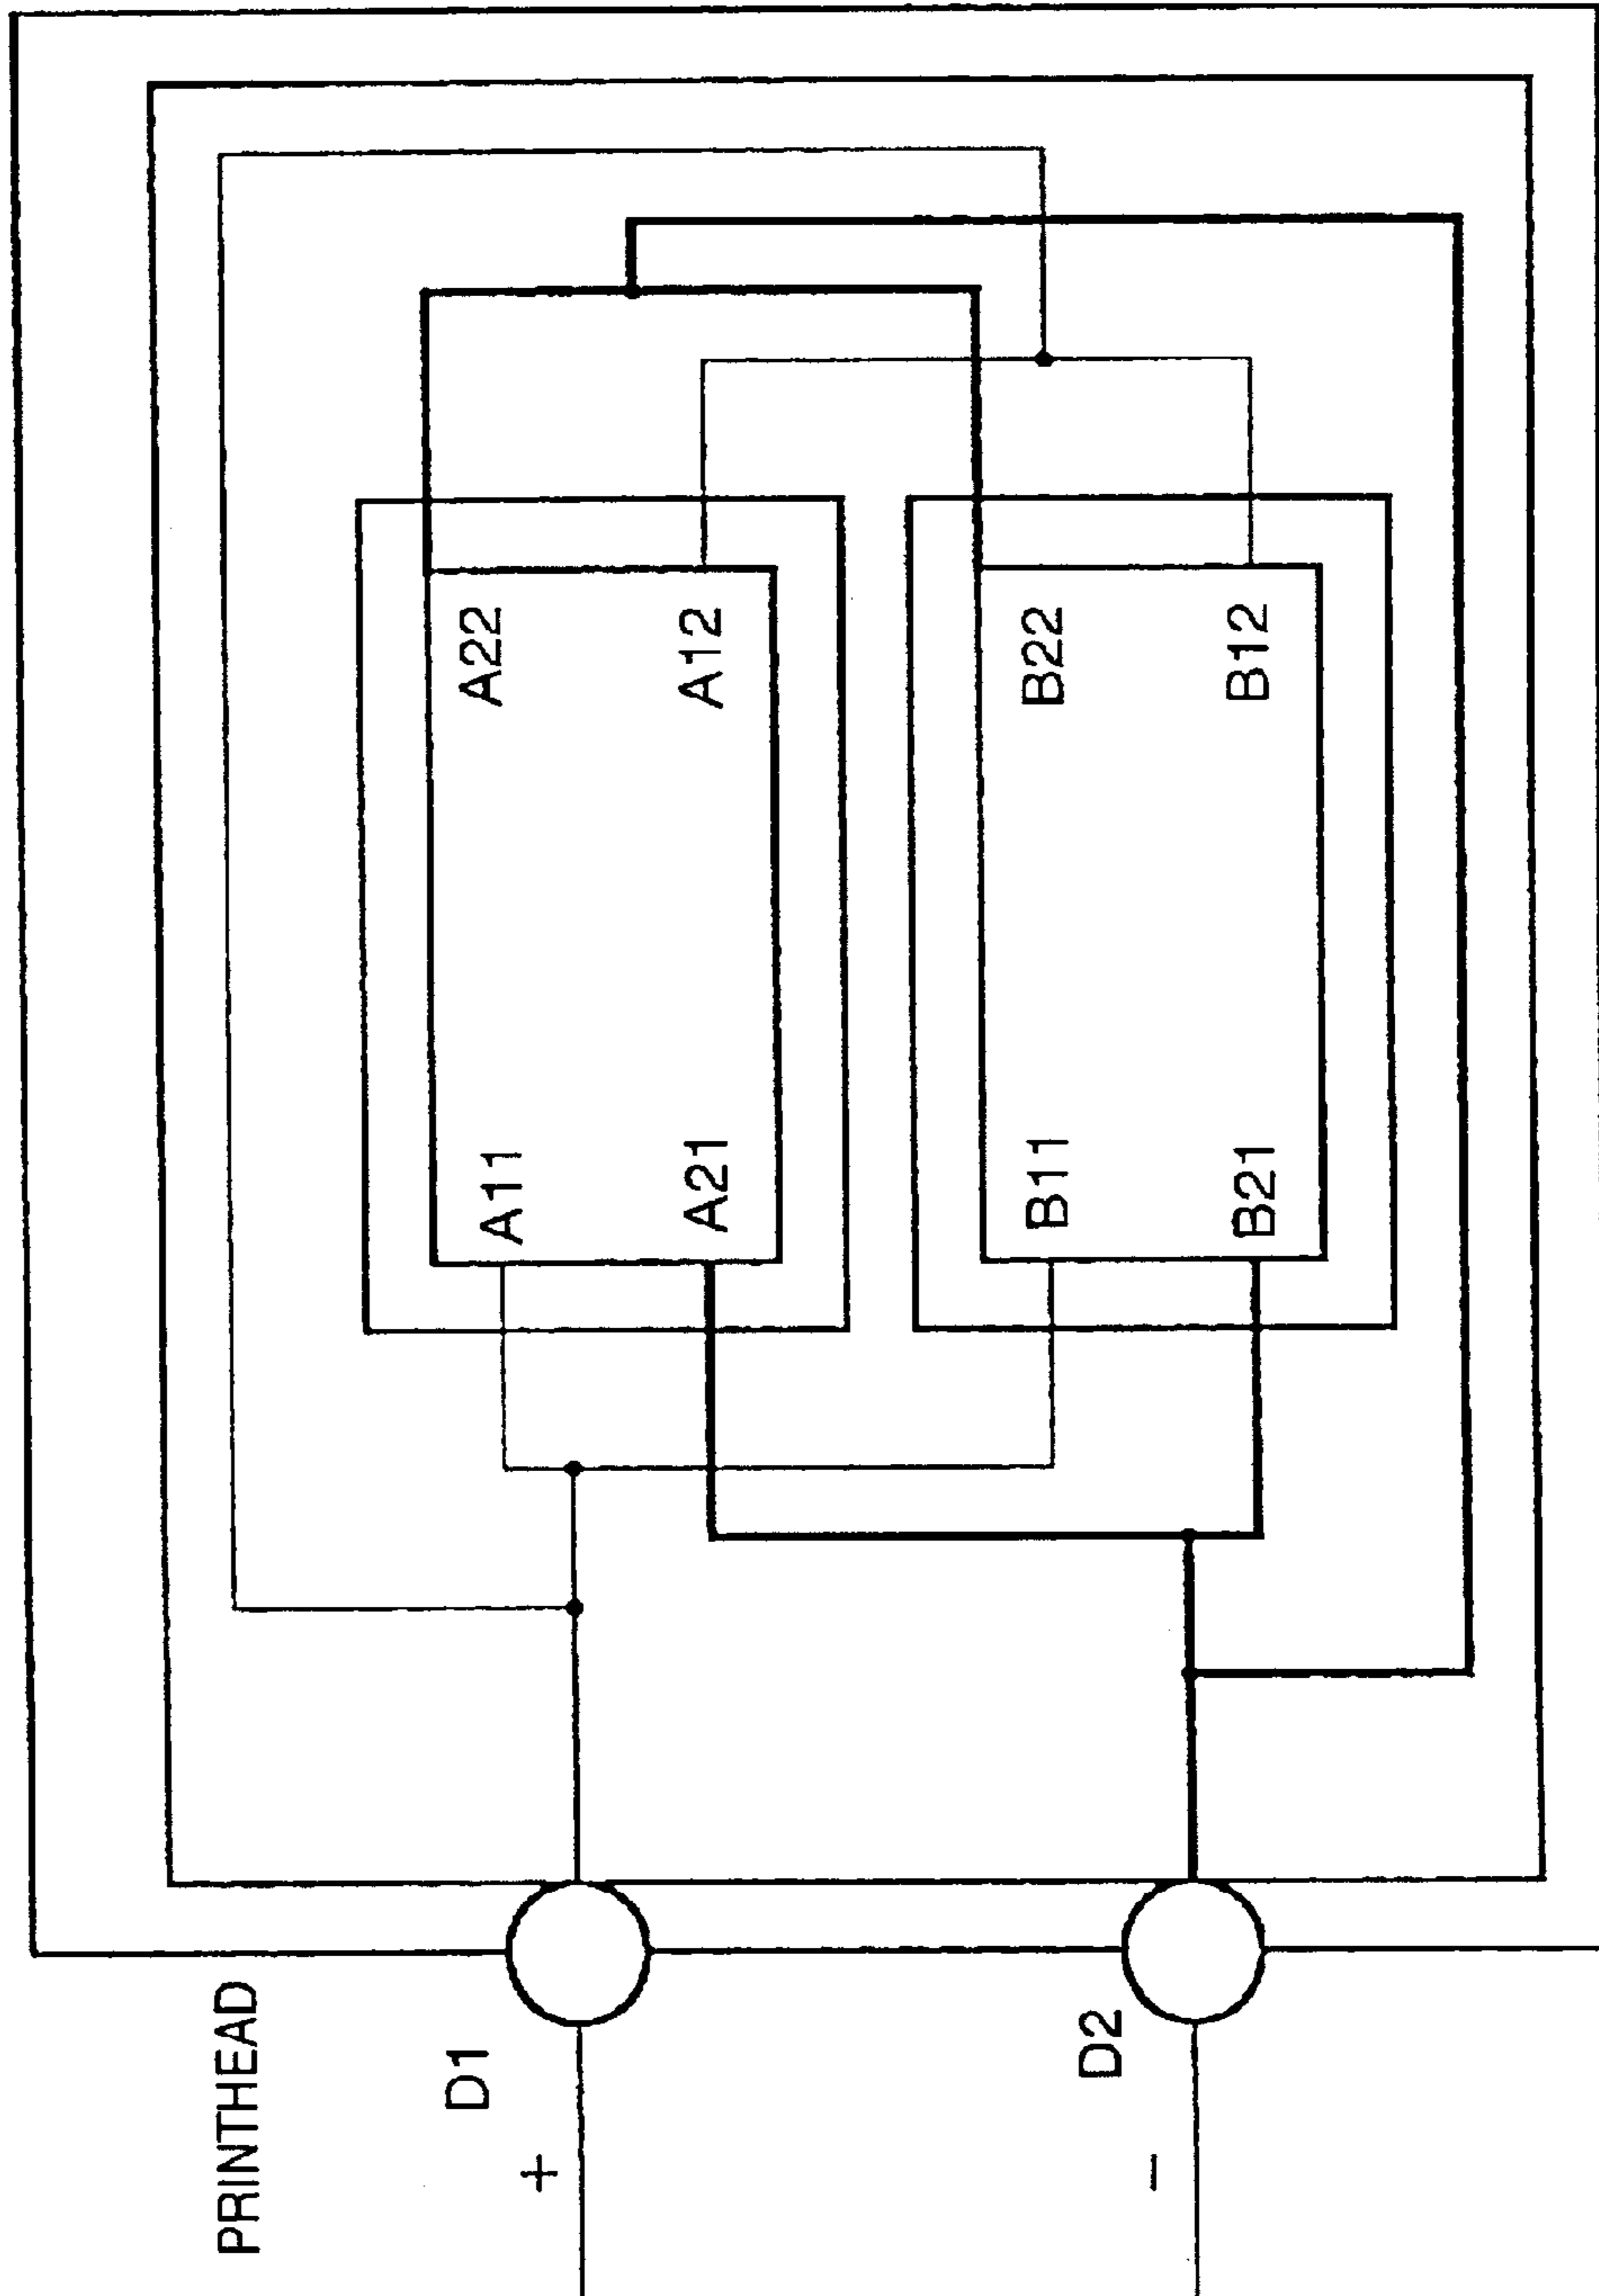 PRINTHEAD
D1
+
D2
−
A11
A21
A22
A12
B11
B21
B22
B12